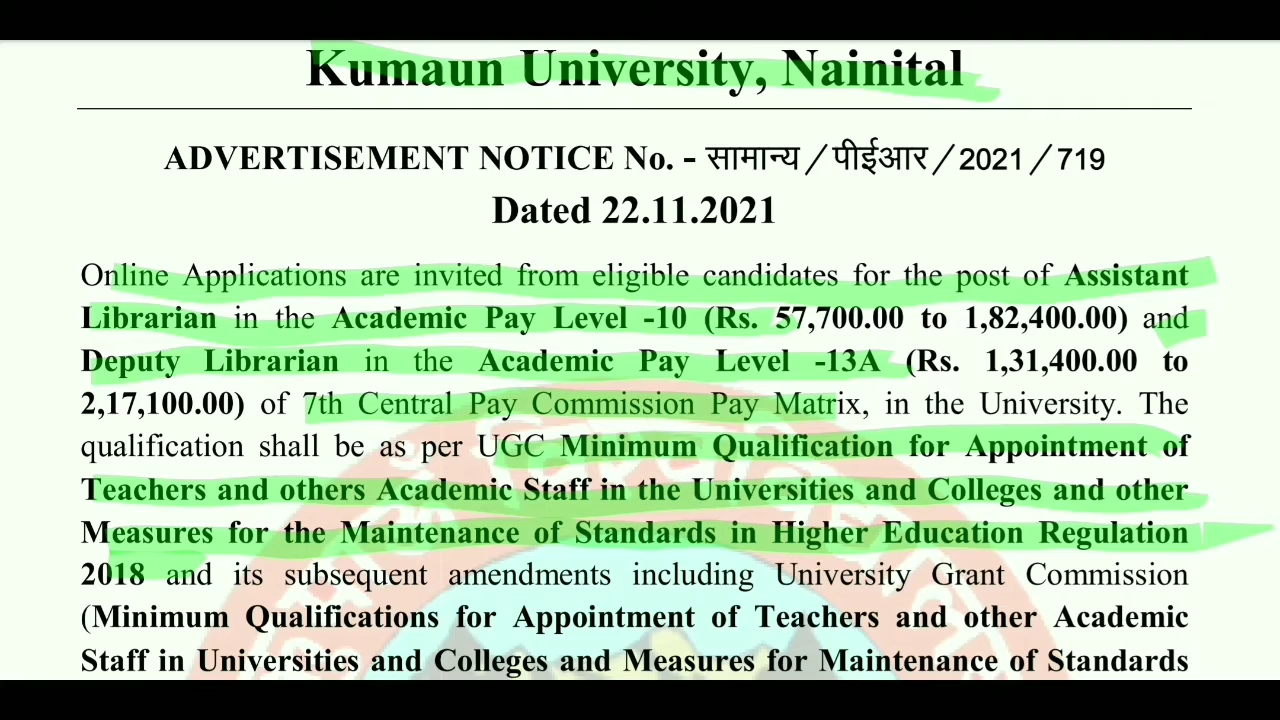 Kumaun University, Nainital
ADVERTISEMENT NOTICE No. - सामान्य / पीईआर / 2021 / 719
Dated 22.11.2021
Online Applications are invited from eligible candidates for the post of Assistant
Librarian in the Academic Pay Level -10 (Rs. 57,700.00 to 1,82,400.00) and
Deputy Librarian in the Academic Pay Level -13A (Rs. 1,31,400.00 to
2,17,100.00) of 7th Central Pay Commission Pay Matrix, in the University. The
qualification shall be as per UGC Minimum Qualification for Appointment of
Teachers and others Academic Staff in the Universities and Colleges and other
Measures for the Maintenance of Standards in Higher Education Regulation
2018 and its subsequent amendments including University Grant Commission
(Minimum Qualifications for Appointment of Teachers and other Academic
Staff in Universities and Colleges and Measures for Maintenance of Standards